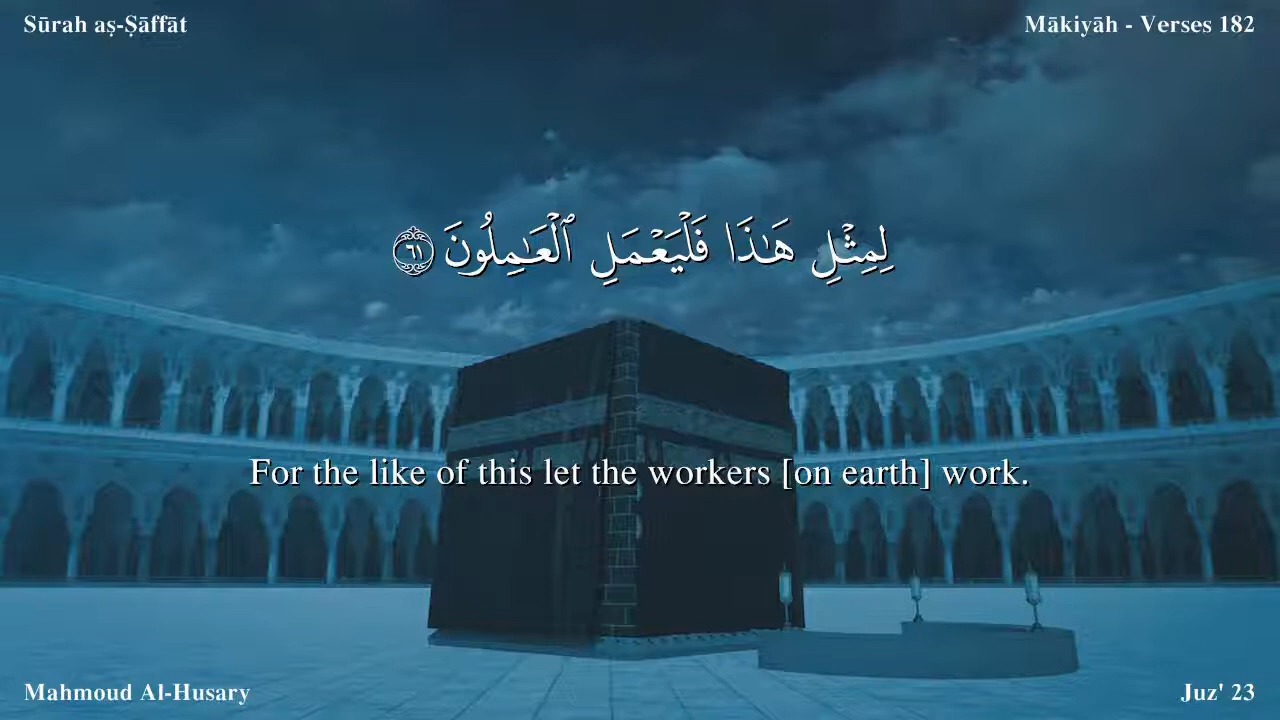 Sūrah aṣ-Ṣāffāt
Mākiyāh - Verses 182
لِمِثْلِ هَـٰذَا فَلْيَعْمَلِ ٱلْعَـٰمِلُونَ ٦١
For the like of this let the workers [on earth] work.
Mahmoud Al-Husary
Juz' 23